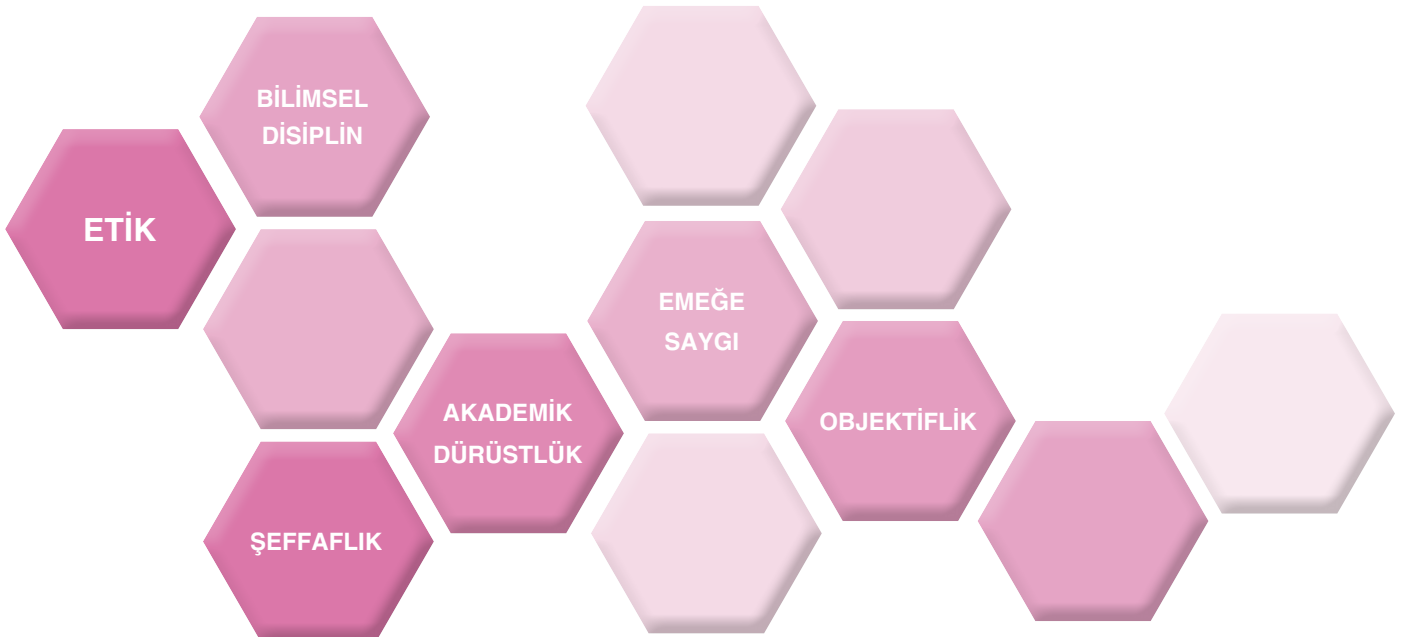 BİLİMSEL
DİSİPLİN
ETİK
EMEĞE
SAYGI
AKADEMİK
DÜRÜSTLÜK
OBJEKTİFLİK
ŞEFFAFLIK